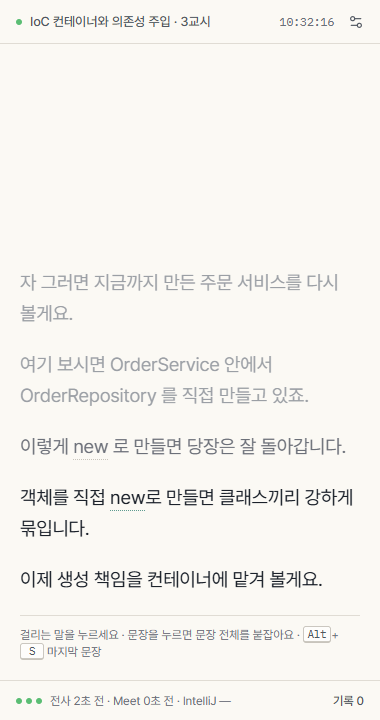 IoC 컨테이너와 의존성 주입 · 3교시 10:32:16
자 그러면 지금까지 만든 주문 서비스를 다시
볼게요.
여기 보시면 OrderService 안에서
OrderRepository 를 직접 만들고 있죠.
이렇게 new 로 만들면 당장은 잘 돌아갑니다.
객체를 직접 new로 만들면 클래스끼리 강하게
묶입니다.
이제 생성 책임을 컨테이너에 맡겨 볼게요.
걸리는 말을 누르세요 · 문장을 누르면 문장 전체를 붙잡아요 · Alt +
S 마지막 문장
전사 2초 전 · Meet 0초 전 · IntelliJ — 기록 0